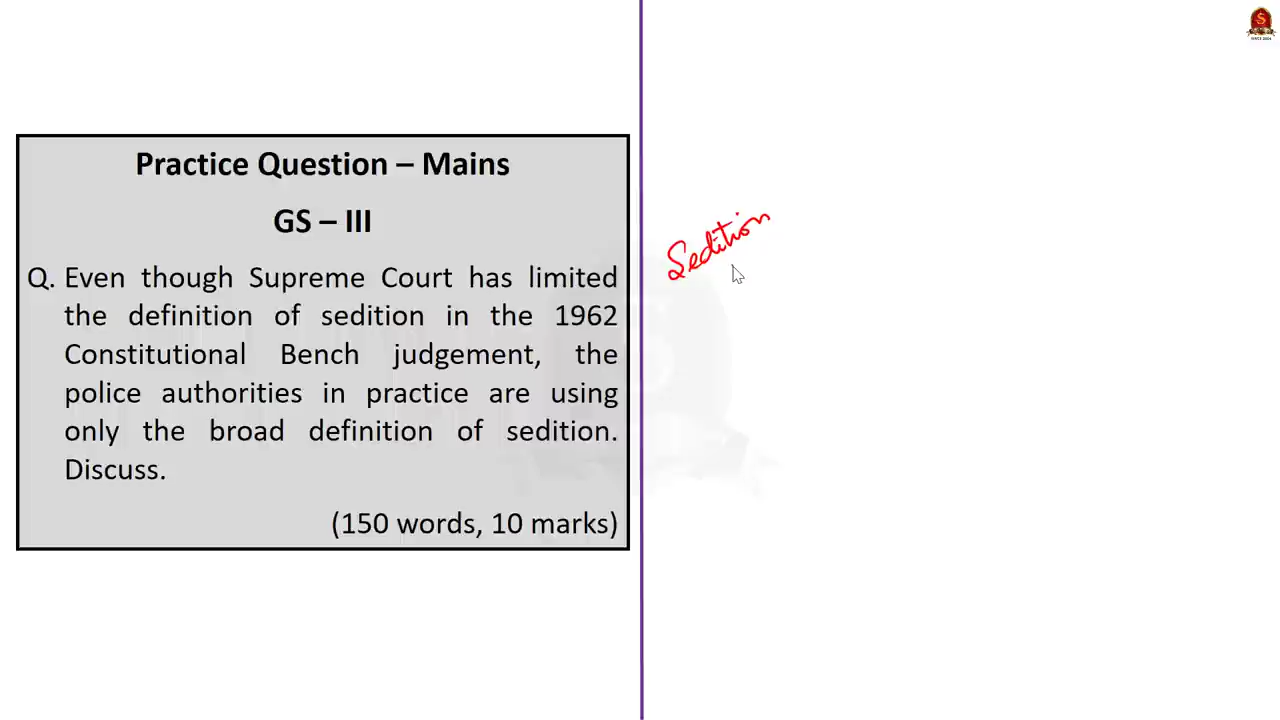 Practice Question – Mains
GS – III
Q. Even though Supreme Court has limited
the definition of sedition in the 1962
Constitutional Bench judgement, the
police authorities in practice are using
only the broad definition of sedition.
Discuss.
(150 words, 10 marks)
Sedition